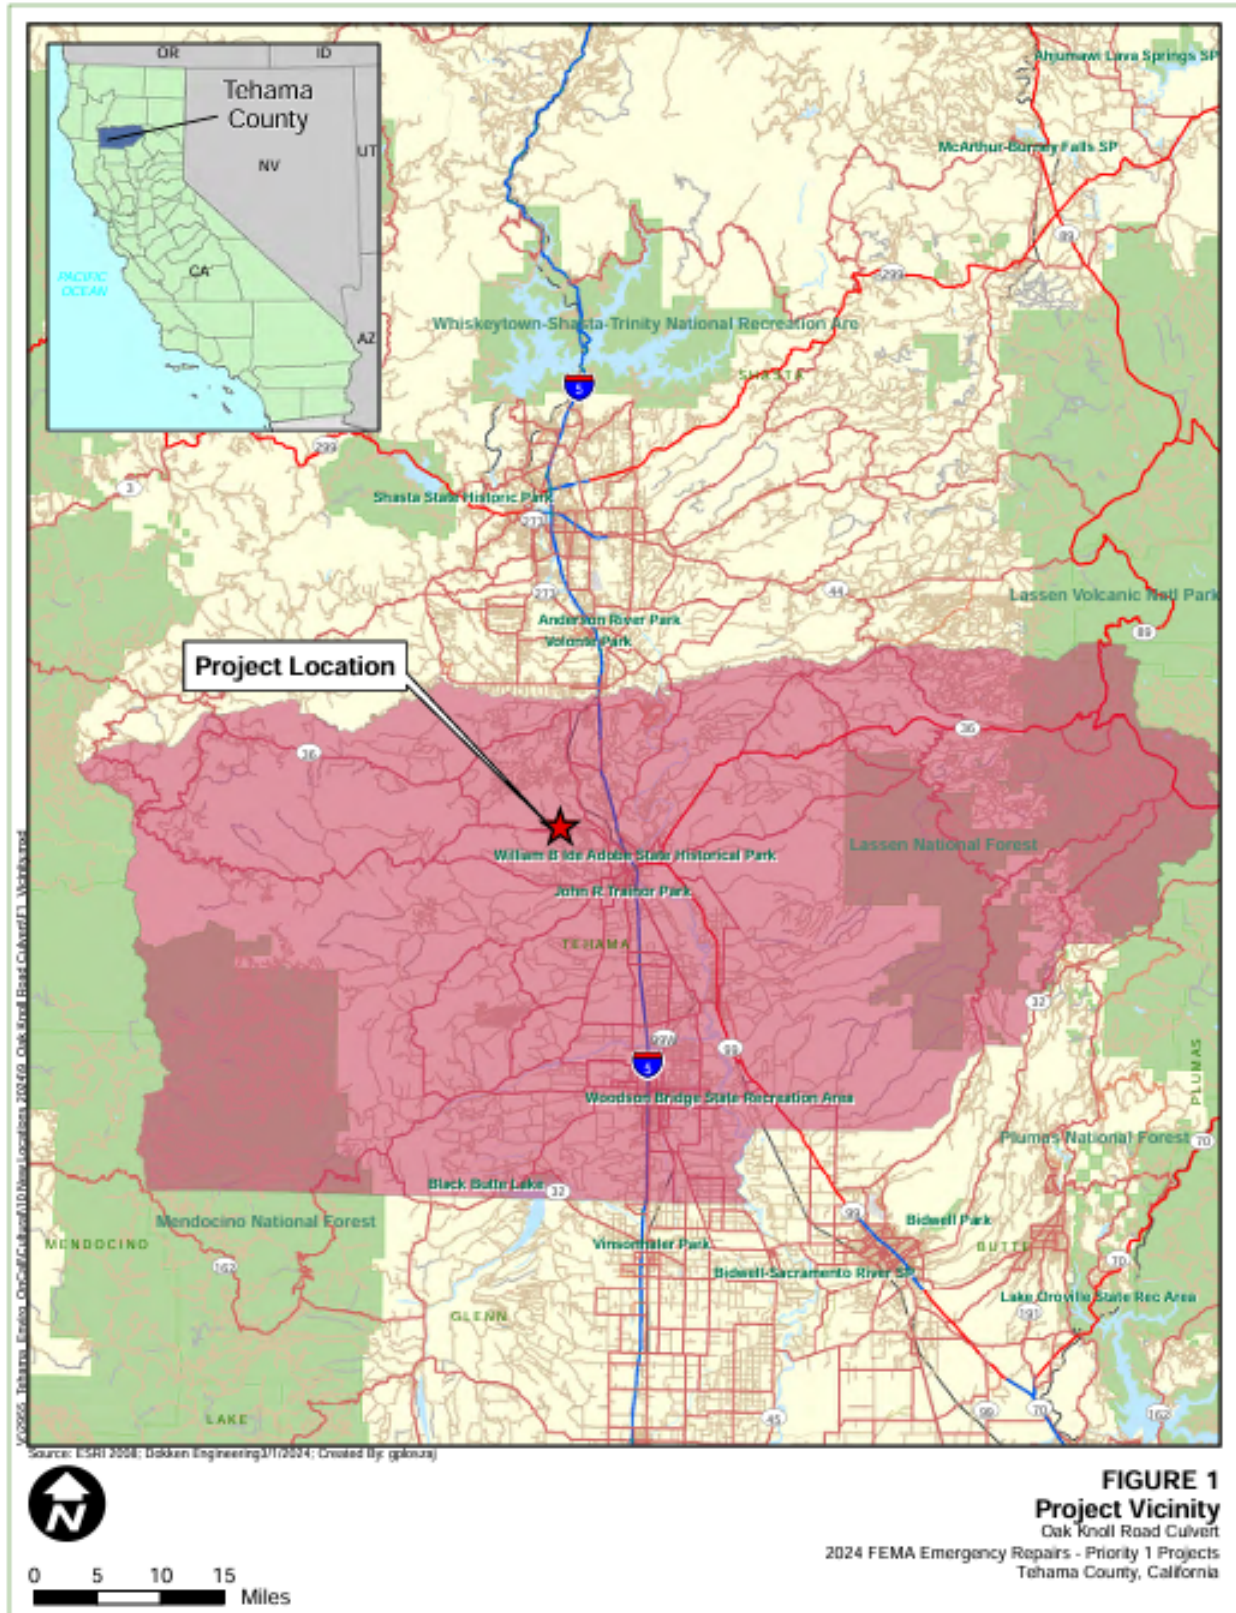 OR
ID
Tehama
County
NV
UT
CA
PACIFIC
OCEAN
AZ
Ahjumawi Lava Springs SP
McArthur-Burney Falls SP
89
299
Whiskeytown-Shasta-Trinity National Recreation Are
SHASTA
5
299
3
Shasta State Historic Park
273
273
44
Lassen Volcanic Natl Park
Anderson River Park
Volonte Park
89
Project Location
36
36
William B Ide Adobe State Historical Park
Lassen National Forest
John R Trainor Park
TEHAMA
32
99W
99
5
PLUMAS
Woodson Bridge State Recreation Area
Plumas National Forest
70
Black Butte Lake
32
Mendocino National Forest
99
Bidwell Park
MENDOCINO
Vinsonhaler Park
BUTTE
162
70
Bidwell-Sacramento River SP
Lake Oroville State Rec Area
GLENN
191
LAKE
45
99
70
162
Source: ESRI 2008; Dokken Engineering 3/1/2024; Created By:
N
FIGURE 1
Project Vicinity
Oak Knoll Road Culvert
2024 FEMA Emergency Repairs - Priority 1 Projects
Tehama County, California
0 5 10 15
Miles